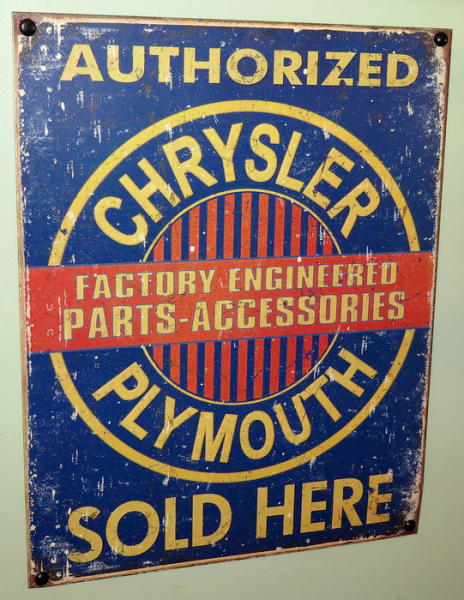 AUTHORIZED
CHRYSLER
FACTORY ENGINEERED
PARTS-ACCESSORIES
PLYMOUTH
SOLD HERE